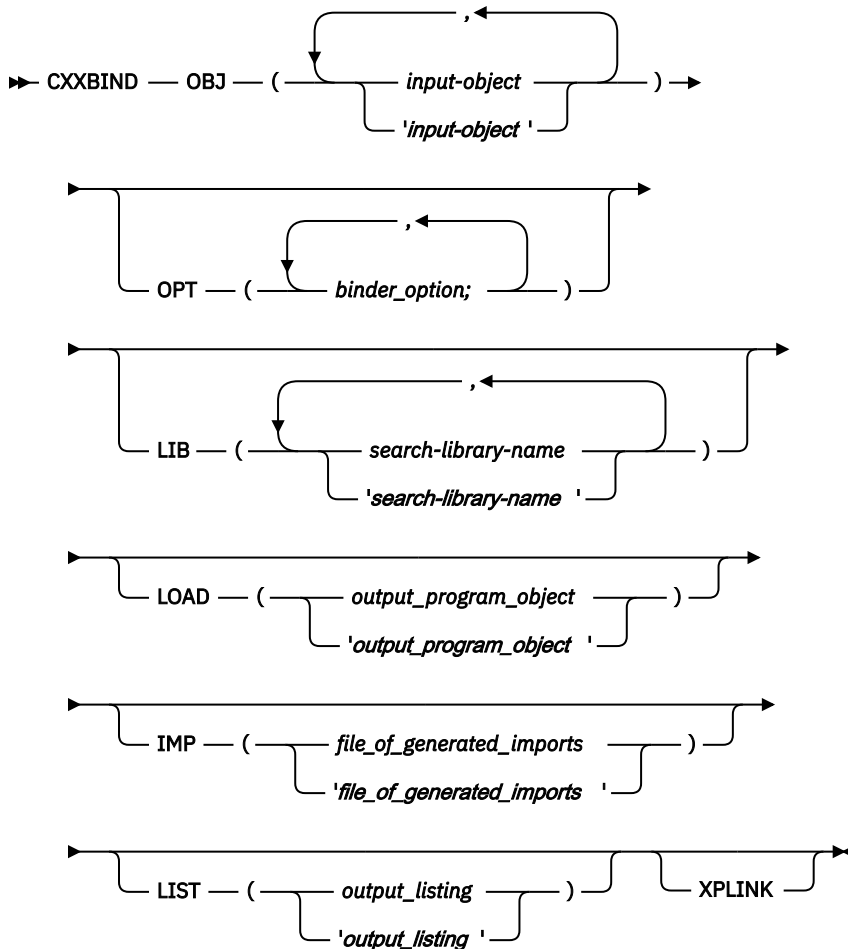 ,
CXXBIND OBJ ( input-object )
'input-object '
,
OPT ( binder_option; )
,
LIB ( search-library-name )
'search-library-name '
LOAD ( output_program_object )
'output_program_object '
IMP ( file_of_generated_imports )
'file_of_generated_imports '
LIST ( output_listing ) XPLINK
'output_listing '